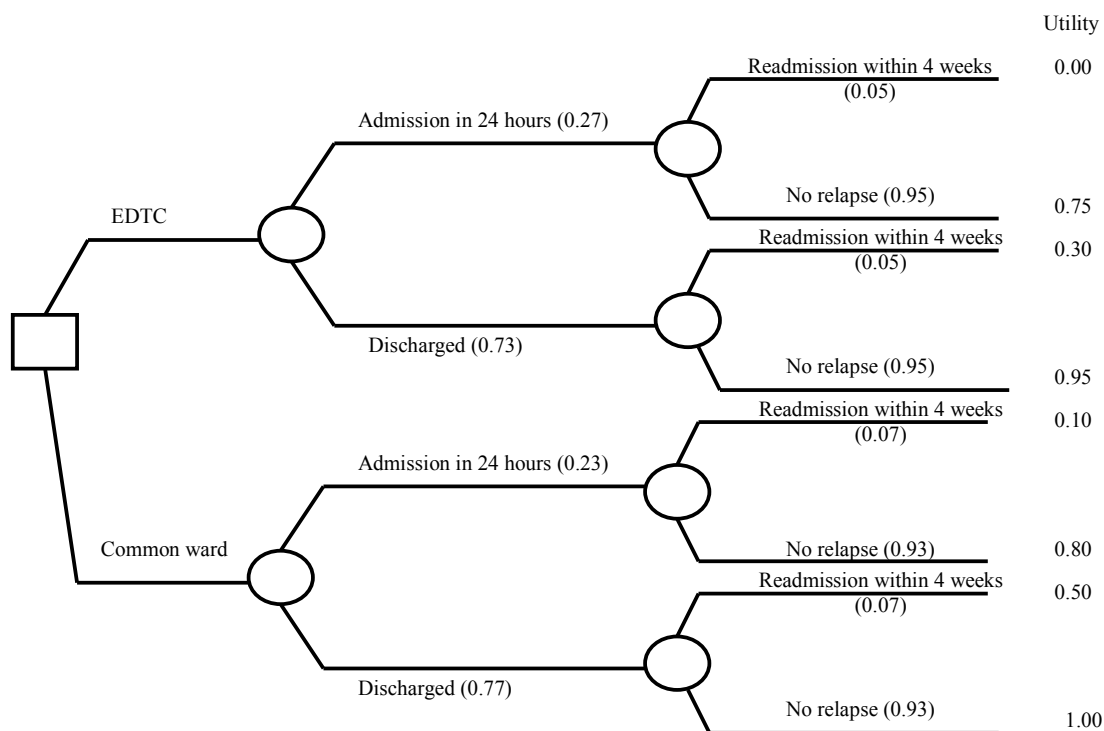 Utility
Readmission within 4 weeks
(0.05)
0.00
Admission in 24 hours (0.27)
No relapse (0.95)
0.75
EDTC
Readmission within 4 weeks
(0.05)
0.30
Discharged (0.73)
No relapse (0.95)
0.95
Readmission within 4 weeks
(0.07)
0.10
Admission in 24 hours (0.23)
No relapse (0.93)
0.80
Common ward
Readmission within 4 weeks
(0.07)
0.50
Discharged (0.77)
No relapse (0.93)
1.00